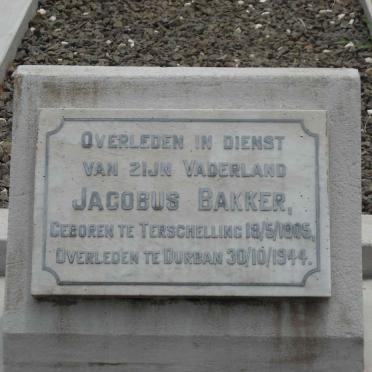 OVERLEDEN IN DIENST
VAN ZIJN VADERLAND
JACOBUS BAKKER,
GEBOREN TE TERSCHELLING 19/5/1905,
OVERLEDEN TE DURBAN 30/10/1944.